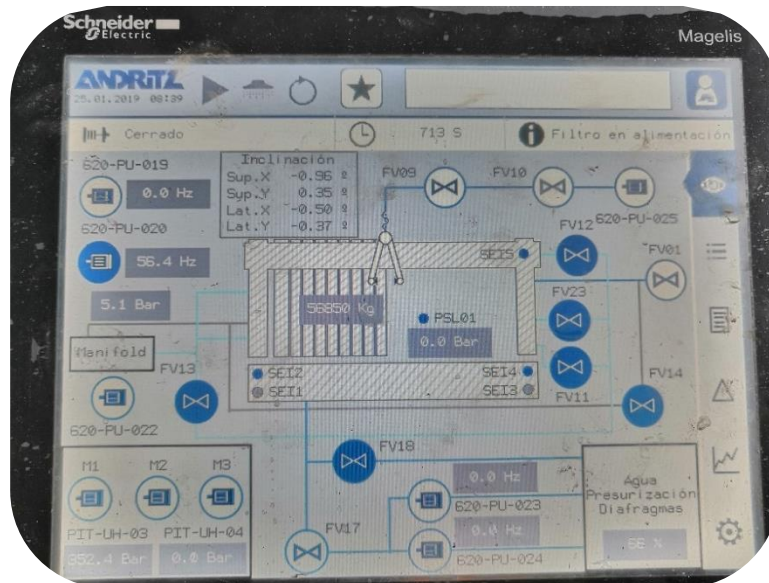 Schneider
Electric
Magelis
ANDRITZ
25.01.2019 08:39
Cerrado
713 S
Filtro en alimentación
620-PU-019
0.0 Hz
Inclinación
Sup.X -0.96 º
Sup.Y 0.35 º
Lat.X -0.50 º
Lat.Y -0.37 º
FV09
FV10
620-PU-025
620-PU-020
56.4 Hz
FV12
SEI5
FV01
5.1 Bar
56850 Kg
PSL01
0.0 Bar
FV23
Manifold
FV13
SEI2
SEI4
SEI1
SEI3
FV11
FV14
620-PU-022
FV18
M1 M2 M3
0.0 Hz
620-PU-023
Agua
Presurización
Diafragmas
PIT-UH-03 PIT-UH-04
FV17
0.0 Hz
352.4 Bar 0.0 Bar
620-PU-024